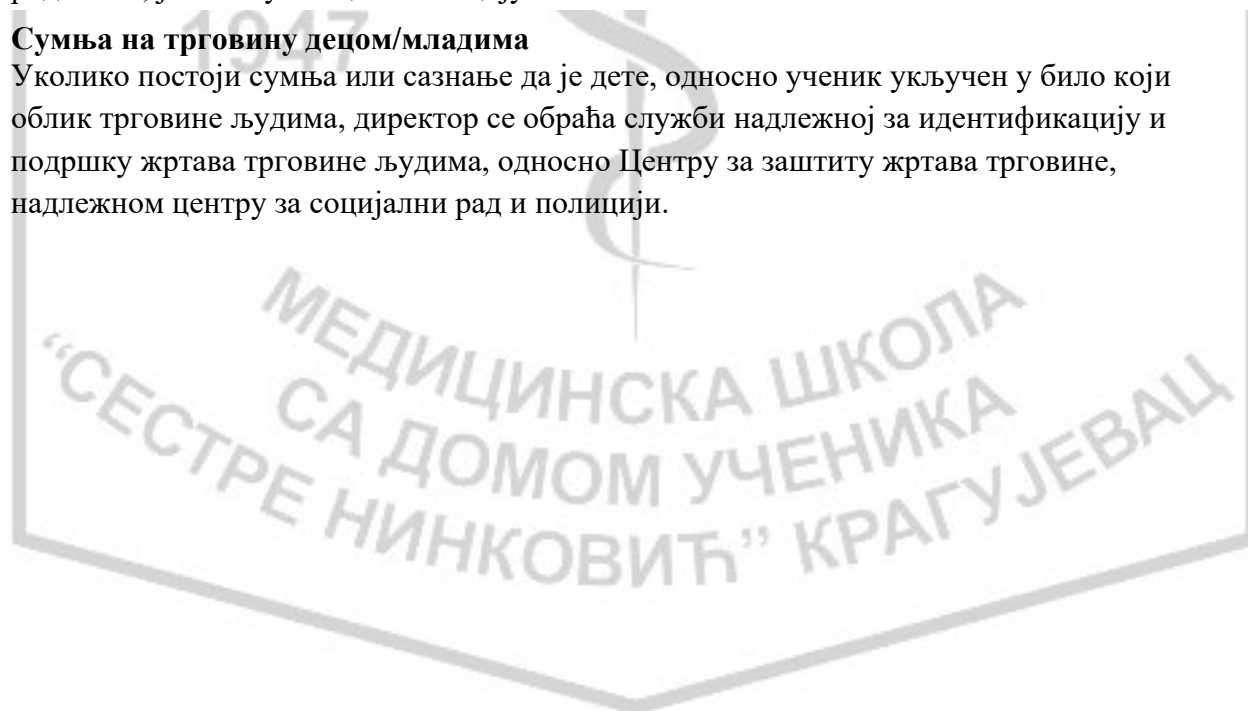 Сумња на трговину децом/младима
1947
Уколико постоји сумња или сазнање да је дете, односно ученик укључен у било који
облик трговине људима, директор се обраћа служби надлежној за идентификацију и
подршку жртава трговине људима, односно Центру за заштиту жртава трговине,
надлежном центру за социјални рад и полицији.
МЕДИЦИНСКА ШКОЛА
СА ДОМОМ УЧЕНИКА
“СЕСТРЕ НИНКОВИЋ” КРАГУЈЕВАЦ